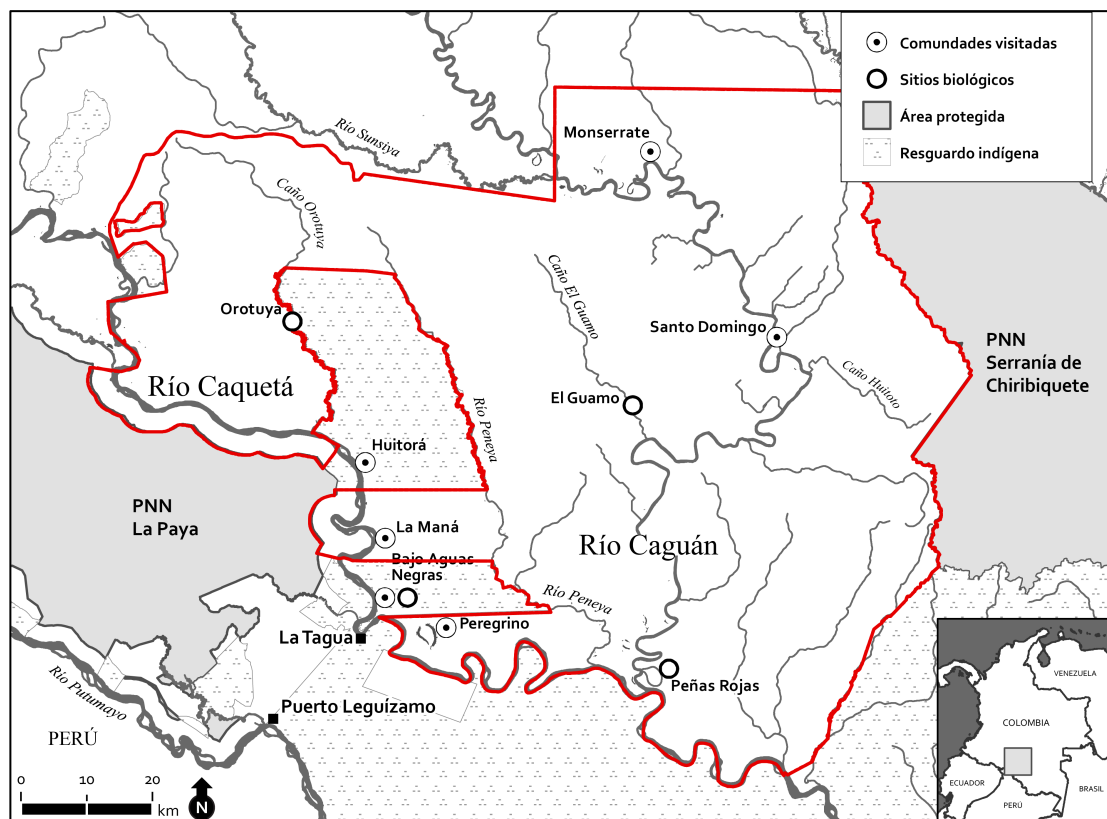 Comundades visitadas
Sitios biológicos
Área protegida
Resguardo indígena
Monserrate
Río Sunsiya
Caño Orotuya
Caño El Guamo
Orotuya
Santo Domingo
PNN
Serranía de
Chiribiquete
Río Caquetá
El Guamo
Caño Huitoto
Río Peneya
Huitorá
PNN
La Paya
La Maná
Río Caguán
Bajo Aguas
Negras
Río Peneya
Peregrino
La Tagua
Peñas Rojas
Río Putumayo
Puerto Leguízamo
PERÚ
0 10 20
km
N
VENEZUELA
COLOMBIA
ECUADOR
PERÚ
BRASIL